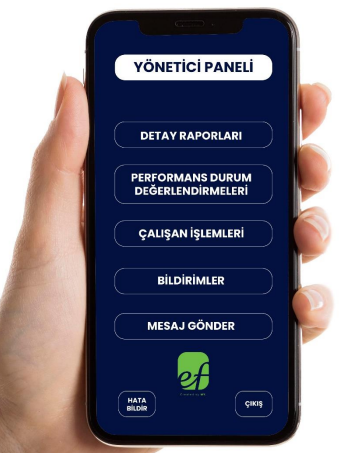 YÖNETİCİ PANELİ
DETAY RAPORLARI
PERFORMANS DURUM
DEĞERLENDİRMELERİ
ÇALIŞAN İŞLEMLERİ
BİLDİRİMLER
MESAJ GÖNDER
ef
HATA
BİLDİR
ÇIKIŞ